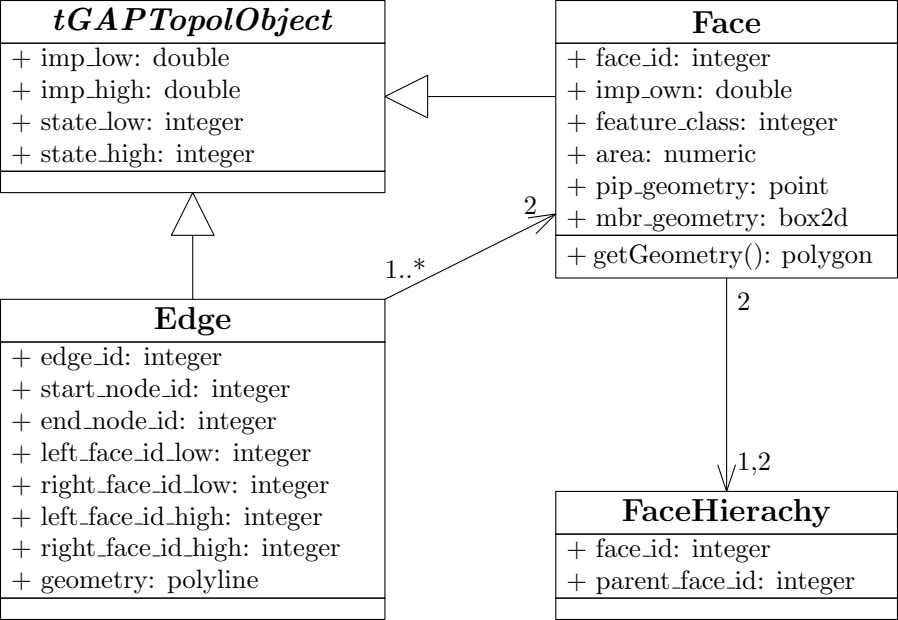 tGAPTopolObject
+ imp_low: double
+ imp_high: double
+ state_low: integer
+ state_high: integer
Face
+ face_id: integer
+ imp_own: double
+ feature_class: integer
+ area: numeric
+ pip_geometry: point
+ mbr_geometry: box2d
+ getGeometry(): polygon
2
1..*
Edge
+ edge_id: integer
+ start_node_id: integer
+ end_node_id: integer
+ left_face_id_low: integer
+ right_face_id_low: integer
+ left_face_id_high: integer
+ right_face_id_high: integer
+ geometry: polyline
2
1,2
FaceHierachy
+ face_id: integer
+ parent_face_id: integer